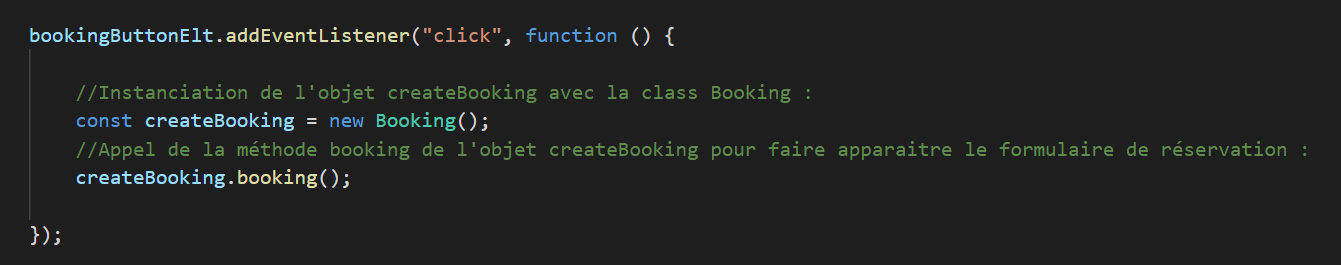 bookingButtonElt.addEventListener("click", function () {
//Instanciation de l'objet createBooking avec la class Booking :
const createBooking = new Booking();
//Appel de la méthode booking de l'objet createBooking pour faire apparaitre le formulaire de réservation :
createBooking.booking();
});